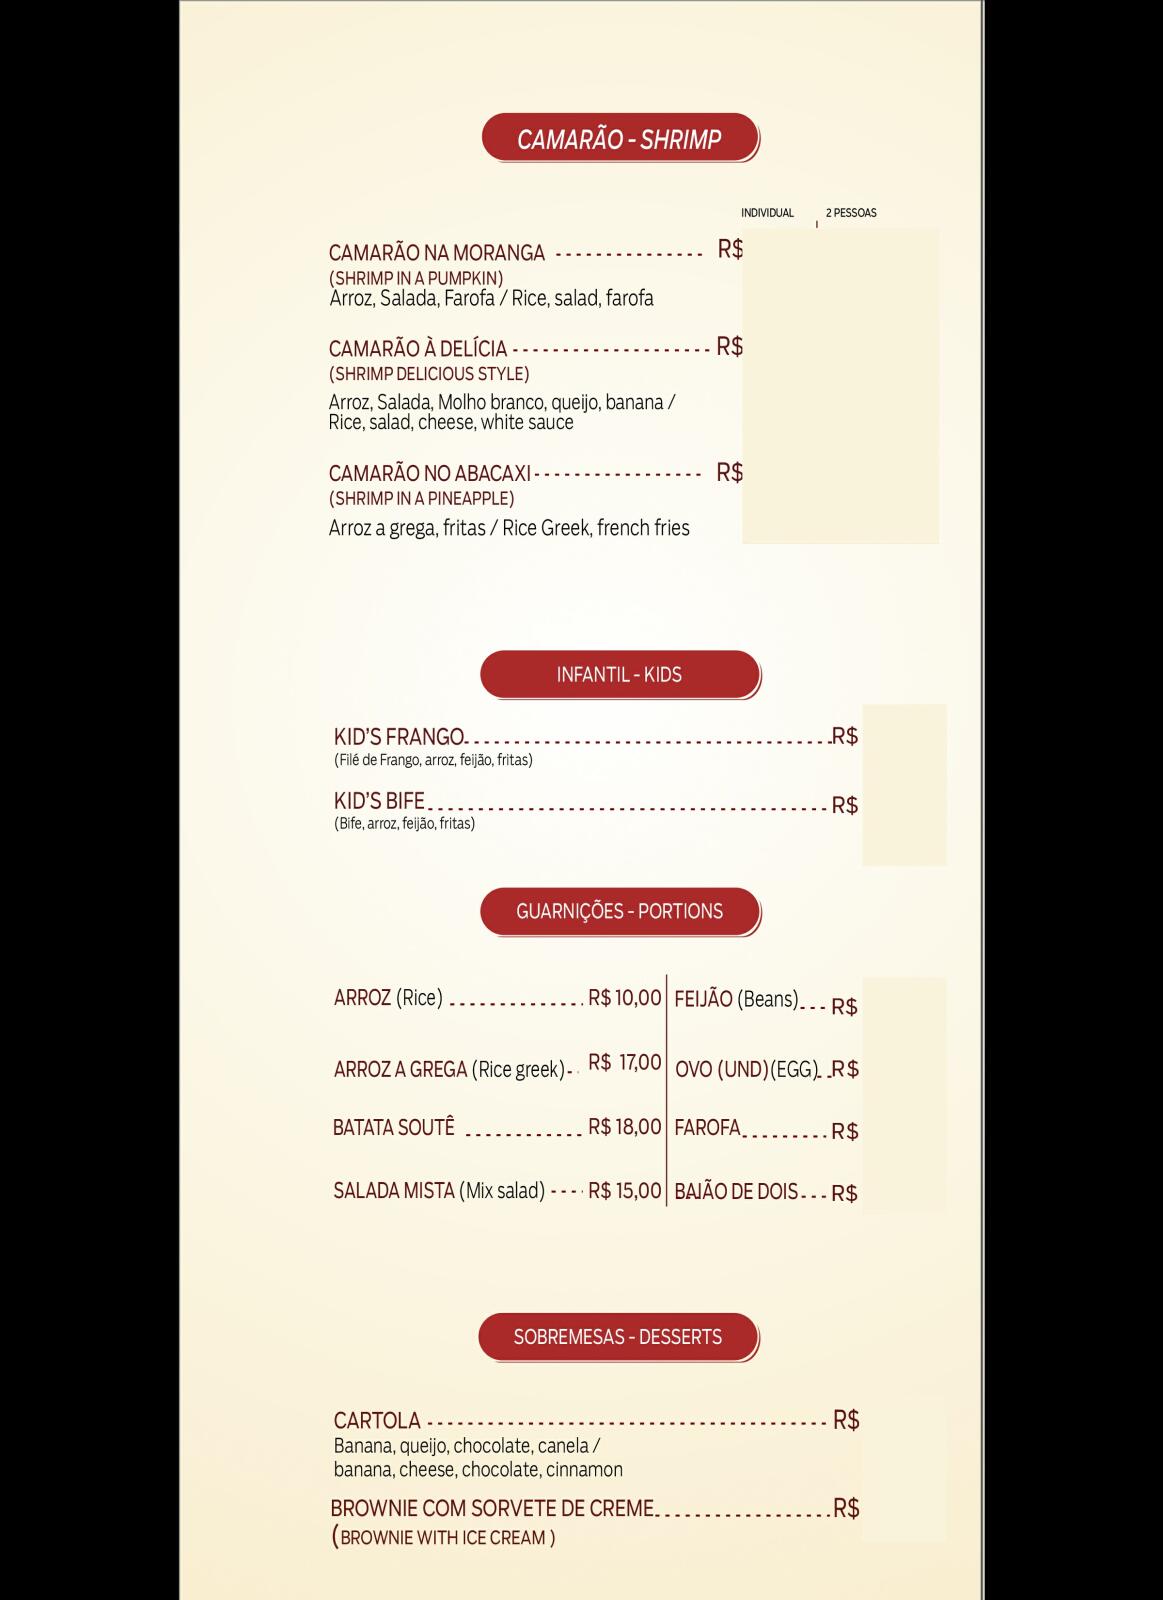 CAMARÃO - SHRIMP
INDIVIDUAL 2 PESSOAS
CAMARÃO NA MORANGA --------------- R$
(SHRIMP IN A PUMPKIN)
Arroz, Salada, Farofa / Rice, salad, farofa
CAMARÃO À DELÍCIA -------------------- R$
(SHRIMP DELICIOUS STYLE)
Arroz, Salada, Molho branco, queijo, banana /
Rice, salad, cheese, white sauce
CAMARÃO NO ABACAXI ----------------- R$
(SHRIMP IN A PINEAPPLE)
Arroz a grega, fritas / Rice Greek, french fries
INFANTIL - KIDS
KID’S FRANGO R$
(Filé de Frango, arroz, feijão, fritas)
KID’S BIFE R$
(Bife, arroz, feijão, fritas)
GUARNIÇÕES - PORTIONS
ARROZ (Rice) R$ 10,00 FEIJÃO (Beans) R$
ARROZ A GREGA (Rice greek) R$ 17,00 OVO (UND)(EGG) R$
BATATA SOUTÊ R$ 18,00 FAROFA R$
SALADA MISTA (Mix salad) R$ 15,00 BAIÃO DE DOIS R$
SOBREMESAS - DESSERTS
CARTOLA R$
Banana, queijo, chocolate, canela /
banana, cheese, chocolate, cinnamon
BROWNIE COM SORVETE DE CREME R$
(BROWNIE WITH ICE CREAM )